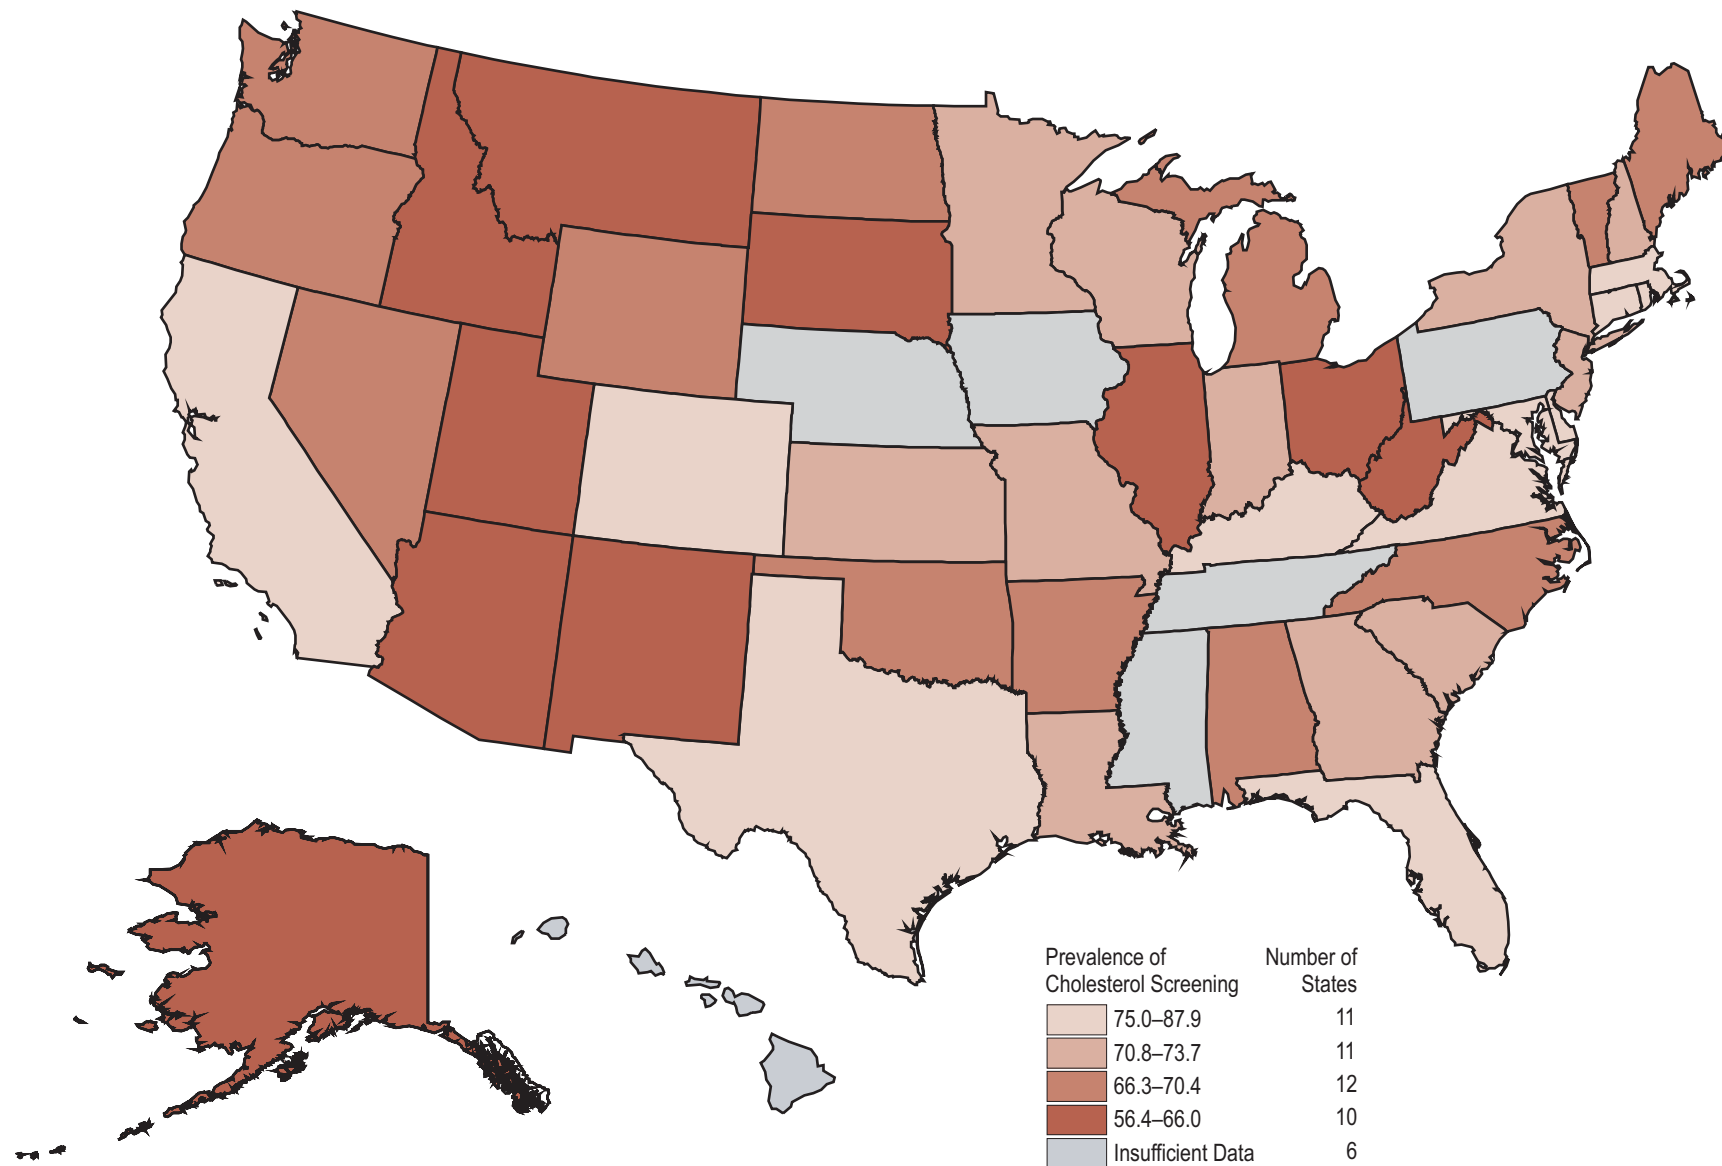 Prevalence of Number of
Cholesterol Screening States
75.0–87.9 11
70.8–73.7 11
66.3–70.4 12
56.4–66.0 10
Insufficient Data 6